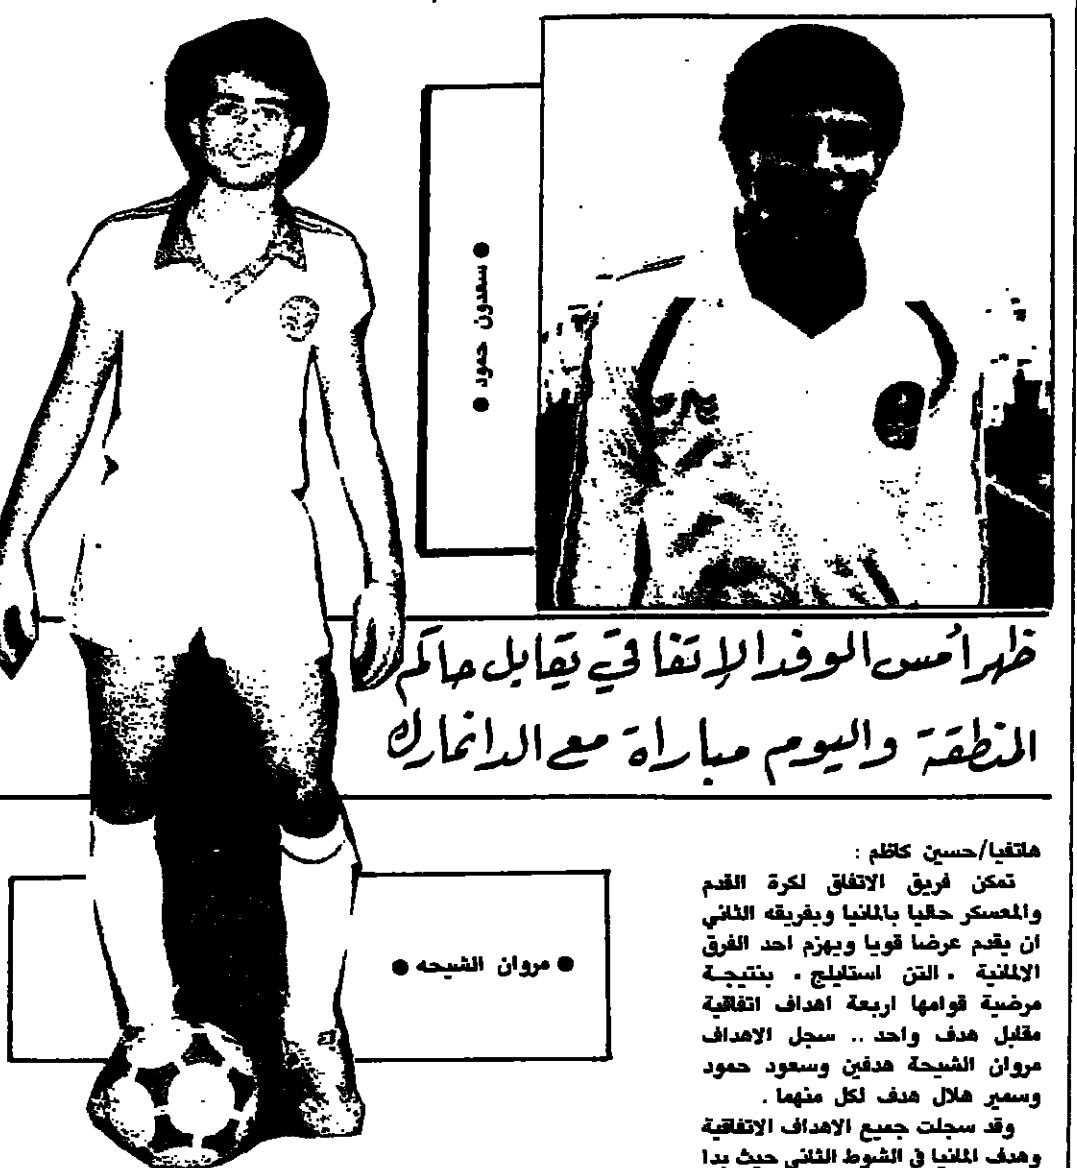 ● سعدون حمود ●
ظهر أمس الوفد الإتفاقي يقابل حاكم
المنطقة واليوم مباراة مع الدانمارك
● مروان الشيحه ●
هاتفيا/حسين كاظم :
تمكن فريق الاتفاق لكرة القدم
والمعسكر حاليا بالمانيا وبفريقه الثاني
ان يقدم عرضا قويا ويهزم احد الفرق
الالمانية . التن استليلج . بنتيجة
مرضية قوامها اربعة اهداف اتفاقية
مقابل هدف واحد .. سجل الاهداف
مروان الشيحة هدفين وسعود حمود
وسمير هلال هدف لكل منهما .
وقد سجلت جميع الاهداف الاتفاقية
وهدف المانيا في الشوط الثاني حيث بدا